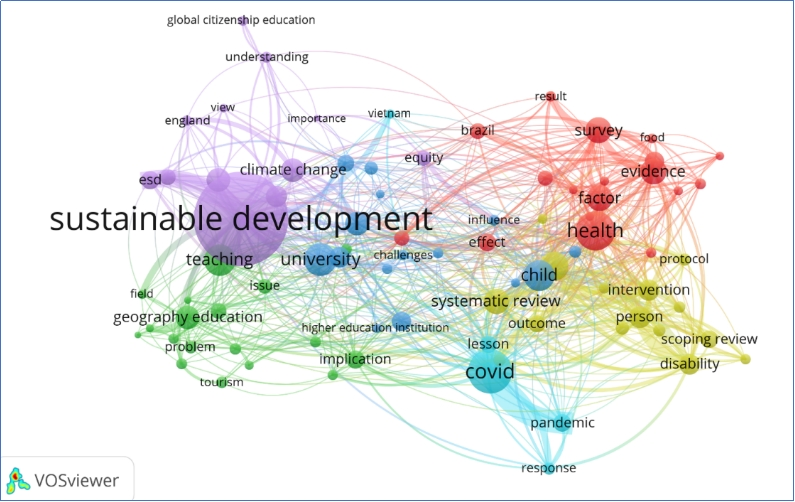 global citizenship education
understanding
result
view
england
importance
vietnam
brazil
survey
food
equity
climate change
esd
evidence
factor
sustainable development
influence
health
effect
teaching
university
challenges
protocol
child
issue
field
intervention
systematic review
geography education
person
outcome
higher education institution
scoping review
lesson
problem
implication
disability
covid
tourism
pandemic
response
VOSviewer